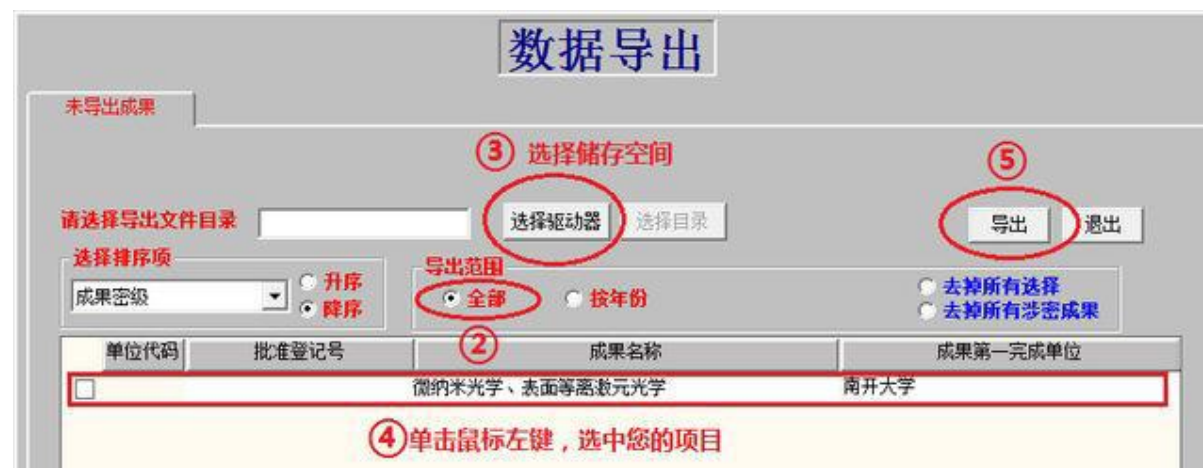 数据导出
未导出成果
③ 选择储存空间
⑤
请选择导出文件目录 选择驱动器 选择目录 导出 退出
选择排序项 导出范围
成果密级 升序 降序 全部 按年份 去掉所有选择 去掉所有涉密成果
②
单位代码 批准登记号 成果名称 成果第一完成单位
微纳米光学、表面等离激元光学 南开大学
④单击鼠标左键，选中您的项目